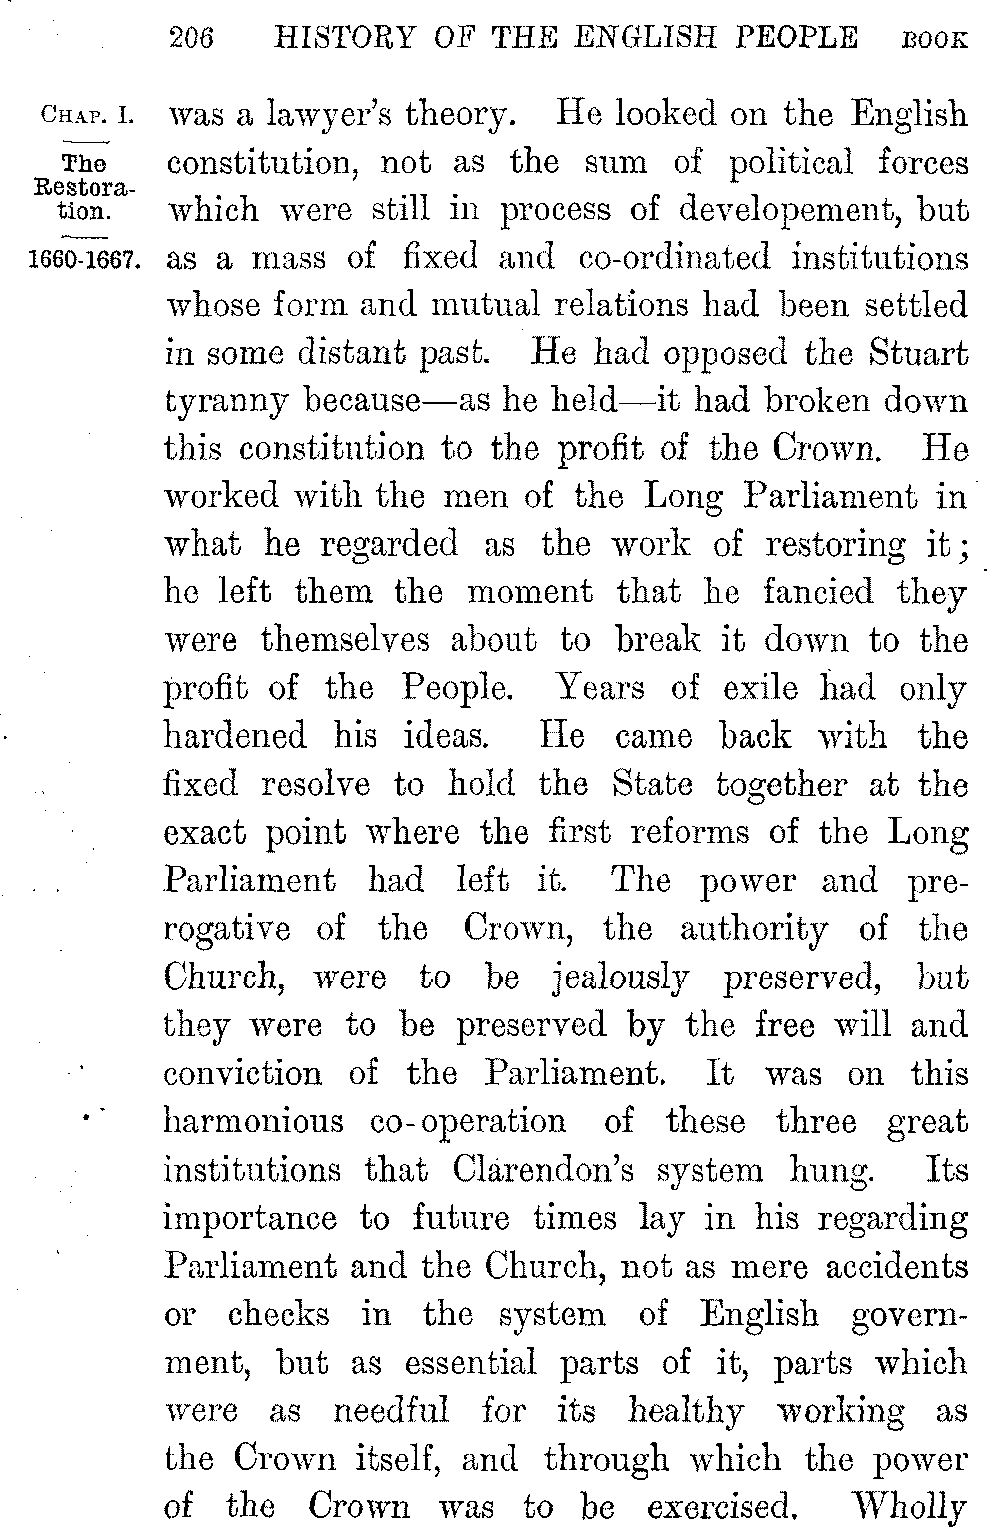 206 HISTORY OF THE ENGLISH PEOPLE BOOK
CHAP. I.
The
Restora-
tion.
1660-1667.
was a lawyer's theory. He looked on the English
constitution, not as the sum of political forces
which were still in process of developement, but
as a mass of fixed and co-ordinated institutions
whose form and mutual relations had been settled
in some distant past. He had opposed the Stuart
tyranny because—as he held—it had broken down
this constitution to the profit of the Crown. He
worked with the men of the Long Parliament in
what he regarded as the work of restoring it;
he left them the moment that he fancied they
were themselves about to break it down to the
profit of the People. Years of exile had only
hardened his ideas. He came back with the
fixed resolve to hold the State together at the
exact point where the first reforms of the Long
Parliament had left it. The power and pre-
rogative of the Crown, the authority of the
Church, were to be jealously preserved, but
they were to be preserved by the free will and
conviction of the Parliament. It was on this
harmonious co-operation of these three great
institutions that Clarendon's system hung. Its
importance to future times lay in his regarding
Parliament and the Church, not as mere accidents
or checks in the system of English govern-
ment, but as essential parts of it, parts which
were as needful for its healthy working as
the Crown itself, and through which the power
of the Crown was to be exercised. Wholly